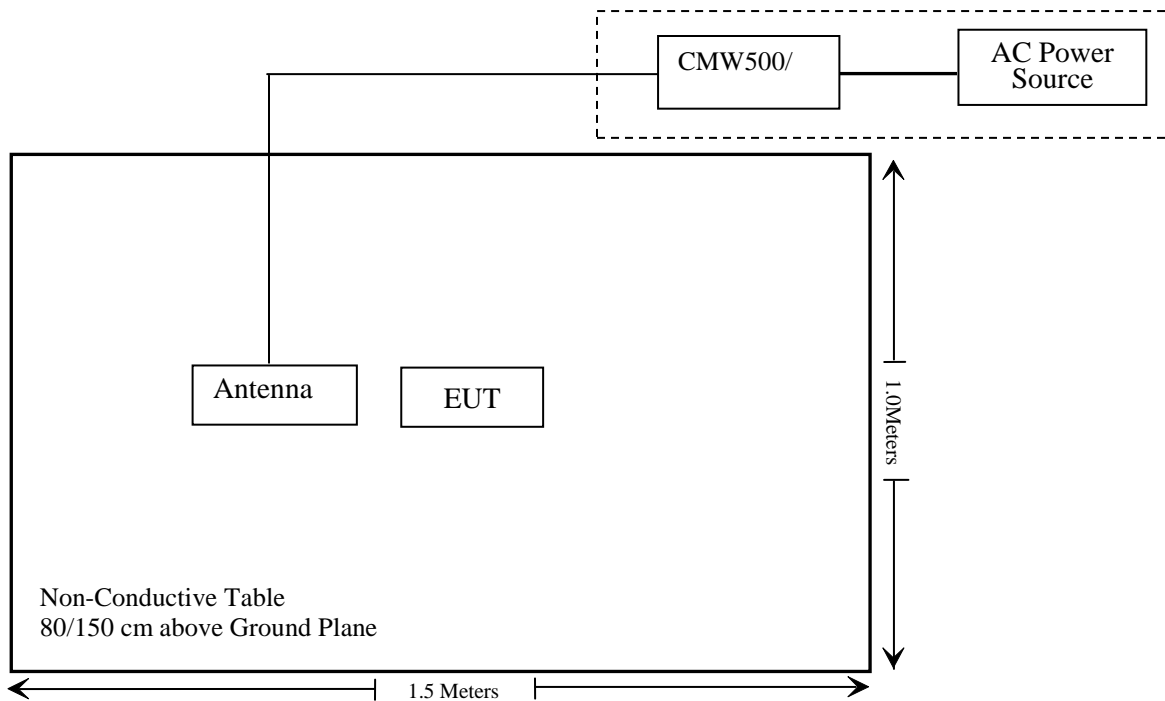 CMW500/
AC Power
Source
Antenna
EUT
1.0Meters
Non-Conductive Table
80/150 cm above Ground Plane
1.5 Meters